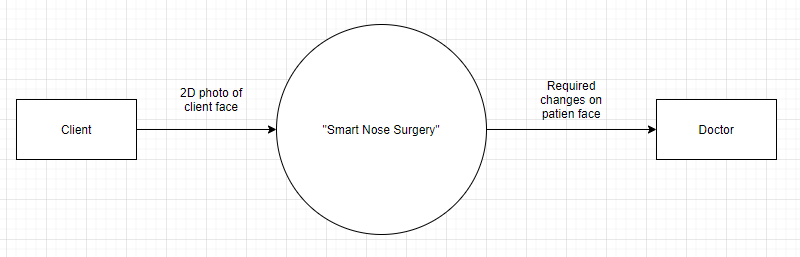 Client
2D photo of
client face
"Smart Nose Surgery"
Required
changes on
patien face
Doctor